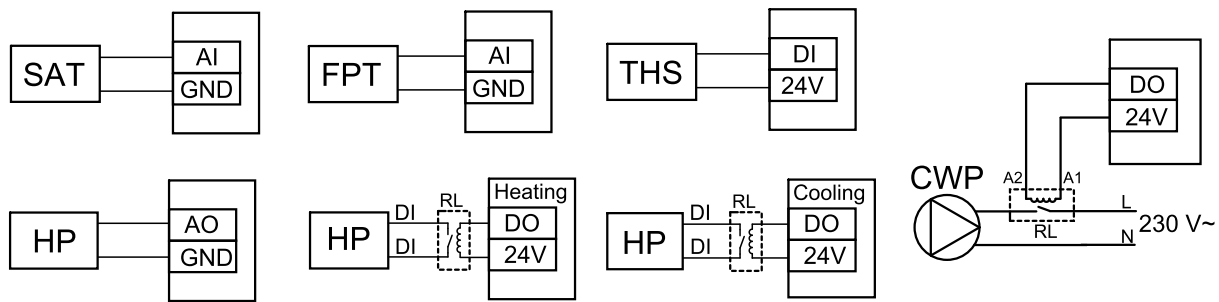 SAT
AI
GND
FPT
AI
GND
THS
DI
24V
DO
24V
CWP
A2
A1
RL
L
N
230 V~
HP
AO
GND
HP
DI
DI
RL
Heating
DO
24V
HP
DI
DI
RL
Cooling
DO
24V